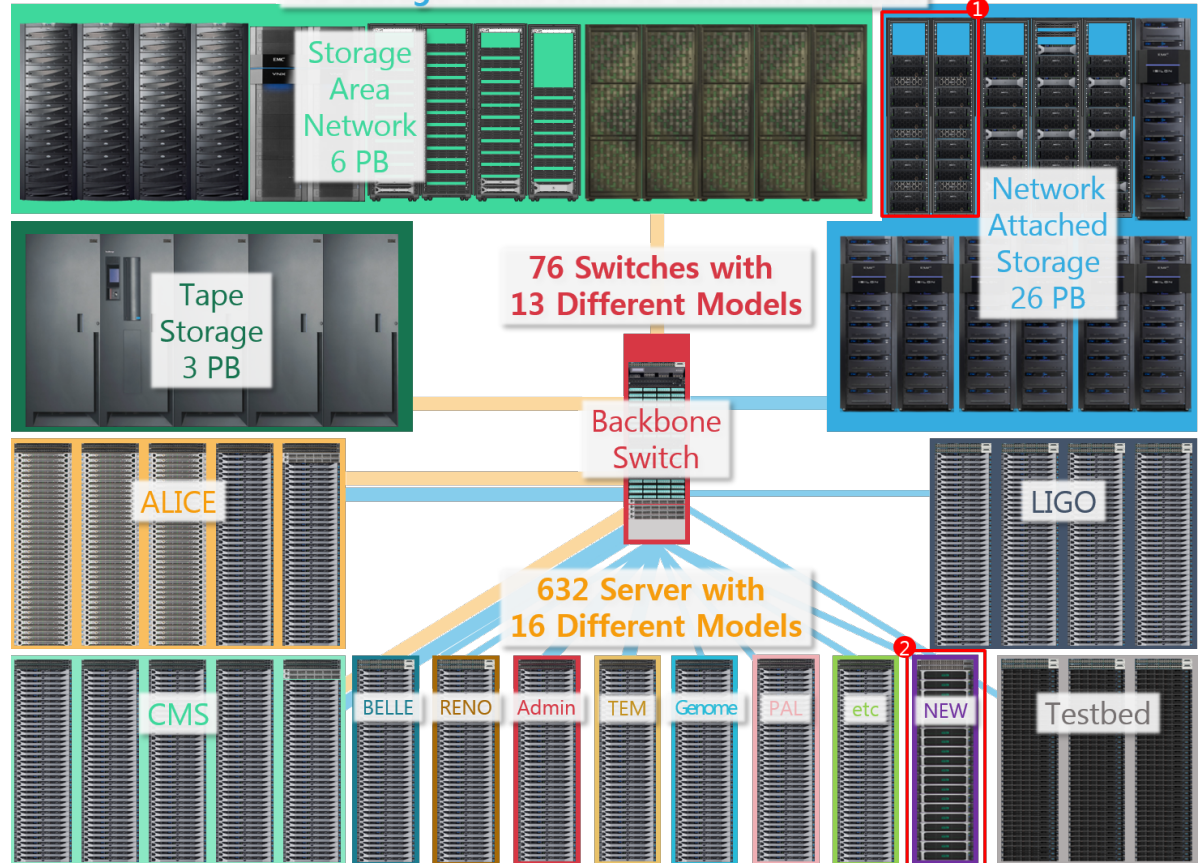 1
Storage
Area
Network
6 PB
EMC
Network
Attached
Storage
26 PB
76 Switches with
13 Different Models
Tape
Storage
3 PB
Backbone
Switch
ALICE
LIGO
632 Server with
16 Different Models
2
CMS
BELLE
RENO
Admin
TEM
Genome
PAL
etc
NEW
Testbed